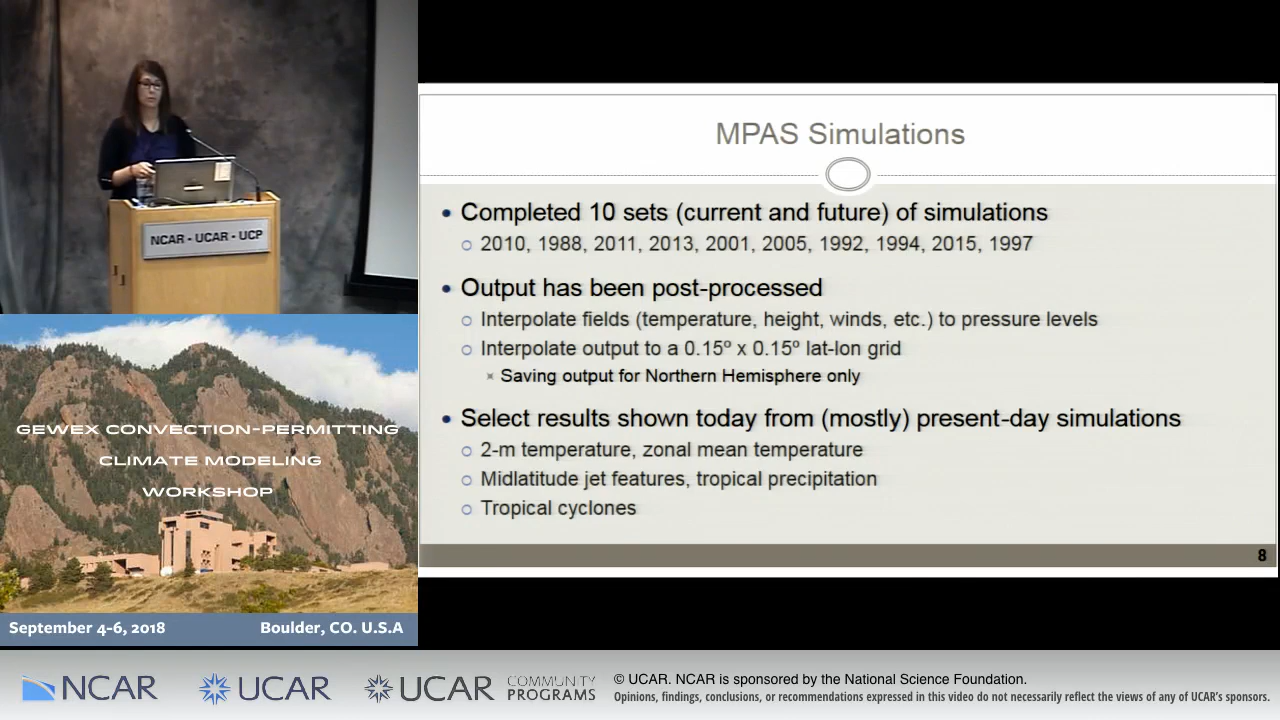 NCAR • UCAR • UCP
GEWEX CONVECTION-PERMITTING
CLIMATE MODELING
WORKSHOP
September 4-6, 2018
Boulder, CO. U.S.A
MPAS Simulations
Completed 10 sets (current and future) of simulations
2010, 1988, 2011, 2013, 2001, 2005, 1992, 1994, 2015, 1997
Output has been post-processed
Interpolate fields (temperature, height, winds, etc.) to pressure levels
Interpolate output to a 0.15º x 0.15º lat-lon grid
Saving output for Northern Hemisphere only
Select results shown today from (mostly) present-day simulations
2-m temperature, zonal mean temperature
Midlatitude jet features, tropical precipitation
Tropical cyclones
8
NCAR
UCAR
UCAR
COMMUNITY
PROGRAMS
© UCAR. NCAR is sponsored by the National Science Foundation.
Opinions, findings, conclusions, or recommendations expressed in this video do not necessarily reflect the views of any of UCAR's sponsors.